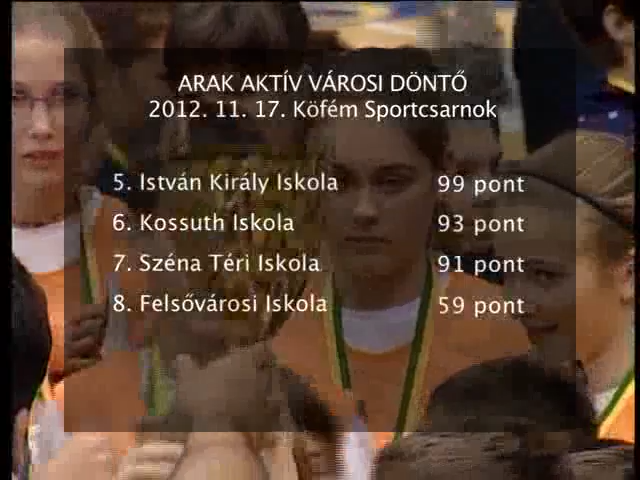 ARAK AKTÍV VÁROSI DÖNTŐ
2012. 11. 17. Köfém Sportcsarnok
5. István Király Iskola 99 pont
6. Kossuth Iskola 93 pont
7. Széna Téri Iskola 91 pont
8. Felsővárosi Iskola 59 pont